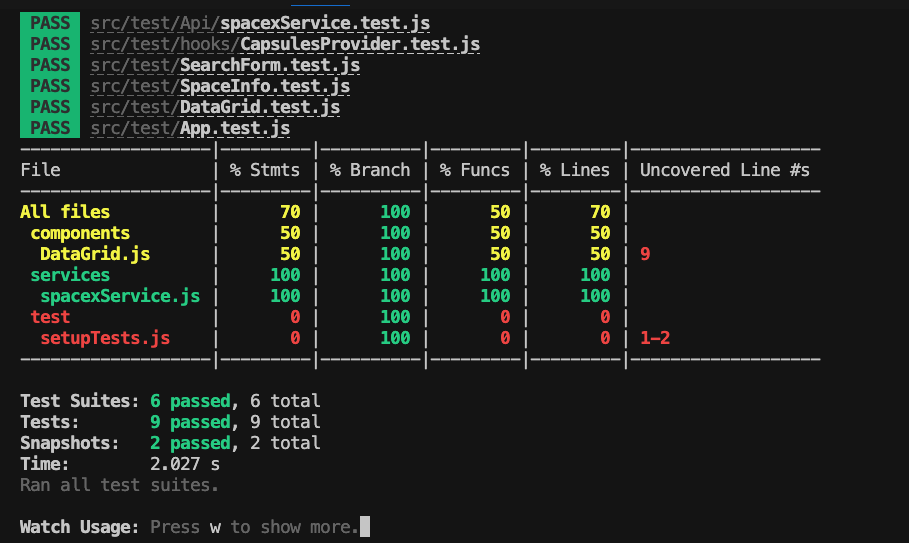 PASS src/test/Api/spacexService.test.js
PASS src/test/hooks/CapsulesProvider.test.js
PASS src/test/SearchForm.test.js
PASS src/test/SpaceInfo.test.js
PASS src/test/DataGrid.test.js
PASS src/test/App.test.js
-------------------|---------|----------|---------|---------|-------------------
File               | % Stmts | % Branch | % Funcs | % Lines | Uncovered Line #s
-------------------|---------|----------|---------|---------|-------------------
All files          |      70 |      100 |      50 |      70 |
 components        |      50 |      100 |      50 |      50 |
  DataGrid.js      |      50 |      100 |      50 |      50 | 9
 services          |     100 |      100 |     100 |     100 |
  spacexService.js |     100 |      100 |     100 |     100 |
 test              |       0 |      100 |       0 |       0 |
  setupTests.js    |       0 |      100 |       0 |       0 | 1-2
-------------------|---------|----------|---------|---------|-------------------
Test Suites: 6 passed, 6 total
Tests:       9 passed, 9 total
Snapshots:   2 passed, 2 total
Time:        2.027 s
Ran all test suites.
Watch Usage: Press w to show more.